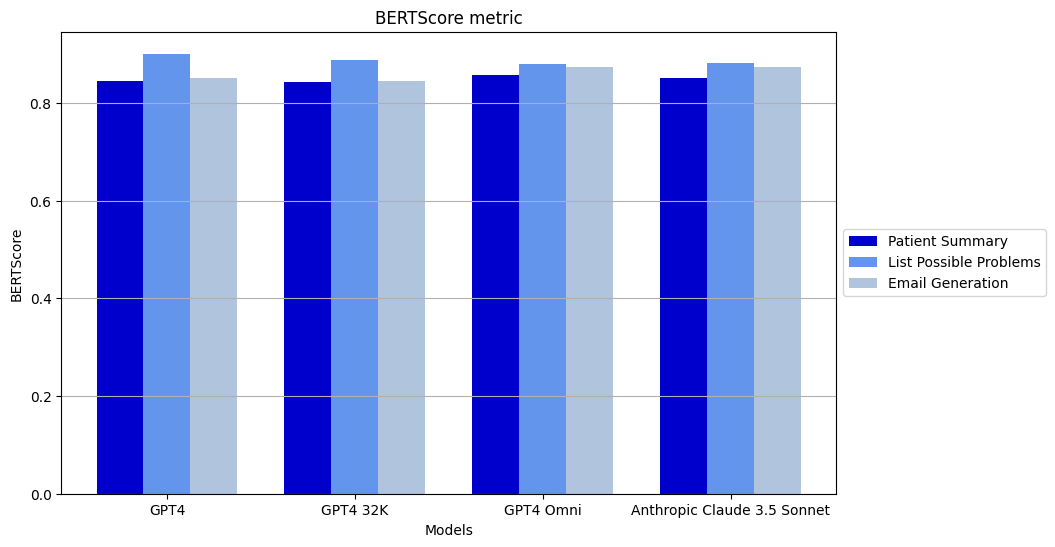 BERTScore metric
BERTScore
0.8
0.6
0.4
0.2
0.0
GPT4
GPT4 32K
GPT4 Omni
Anthropic Claude 3.5 Sonnet
Models
Patient Summary
List Possible Problems
Email Generation